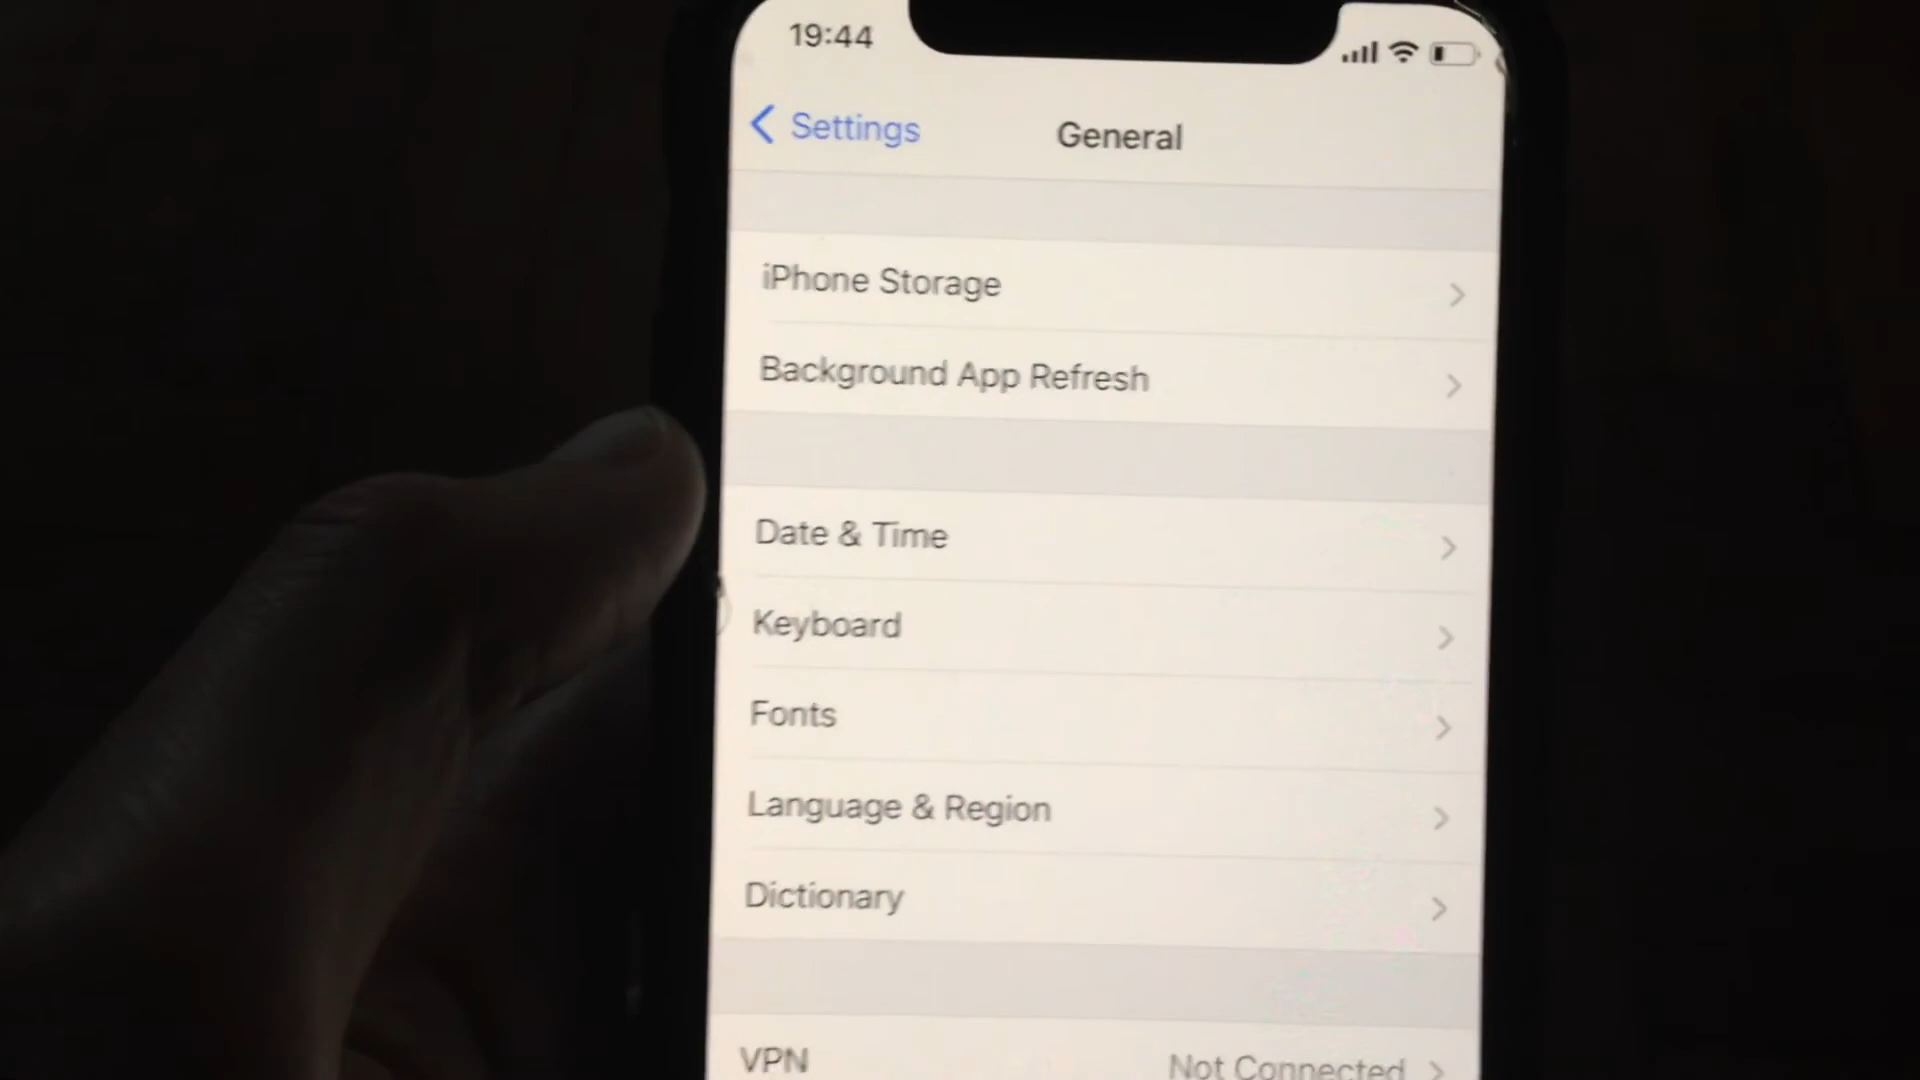 19:44
Settings
General
iPhone Storage
Background App Refresh
Date & Time
Keyboard
Fonts
Language & Region
Dictionary
VPN
Not Connected